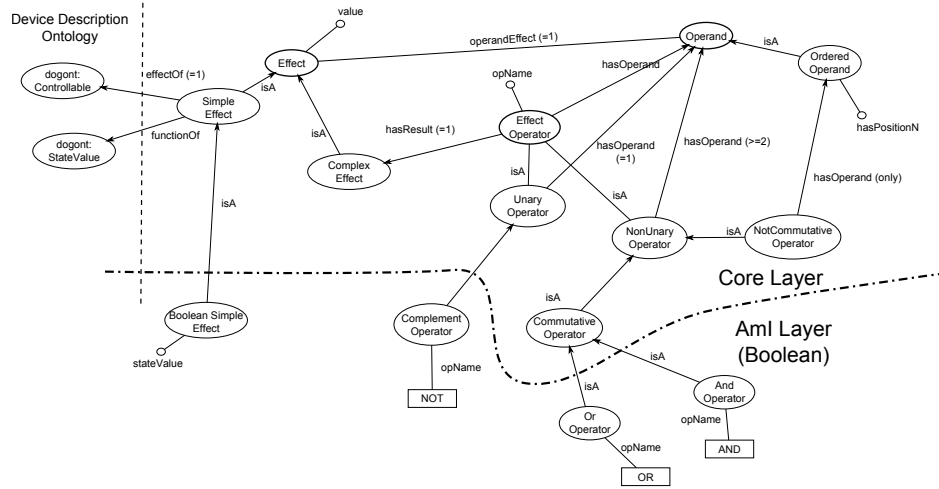 Device Description
Ontology
value
Effect
operandEffect (=1)
Operand
isA
Ordered
Operand
dogont:
Controllable
effectOf (=1)
isA
Simple
Effect
opName
hasOperand
hasPositionN
functionOf
dogont:
StateValue
isA
hasResult (=1)
Effect
Operator
Complex
Effect
hasOperand
(=1)
hasOperand (>=2)
isA
hasOperand (only)
isA
Unary
Operator
isA
NonUnary
Operator
isA
NotCommutative
Operator
isA
Core Layer
Boolean Simple
Effect
stateValue
Complement
Operator
Commutative
Operator
AmI Layer
(Boolean)
isA
opName
NOT
isA
And
Operator
Or
Operator
opName
AND
opName
OR